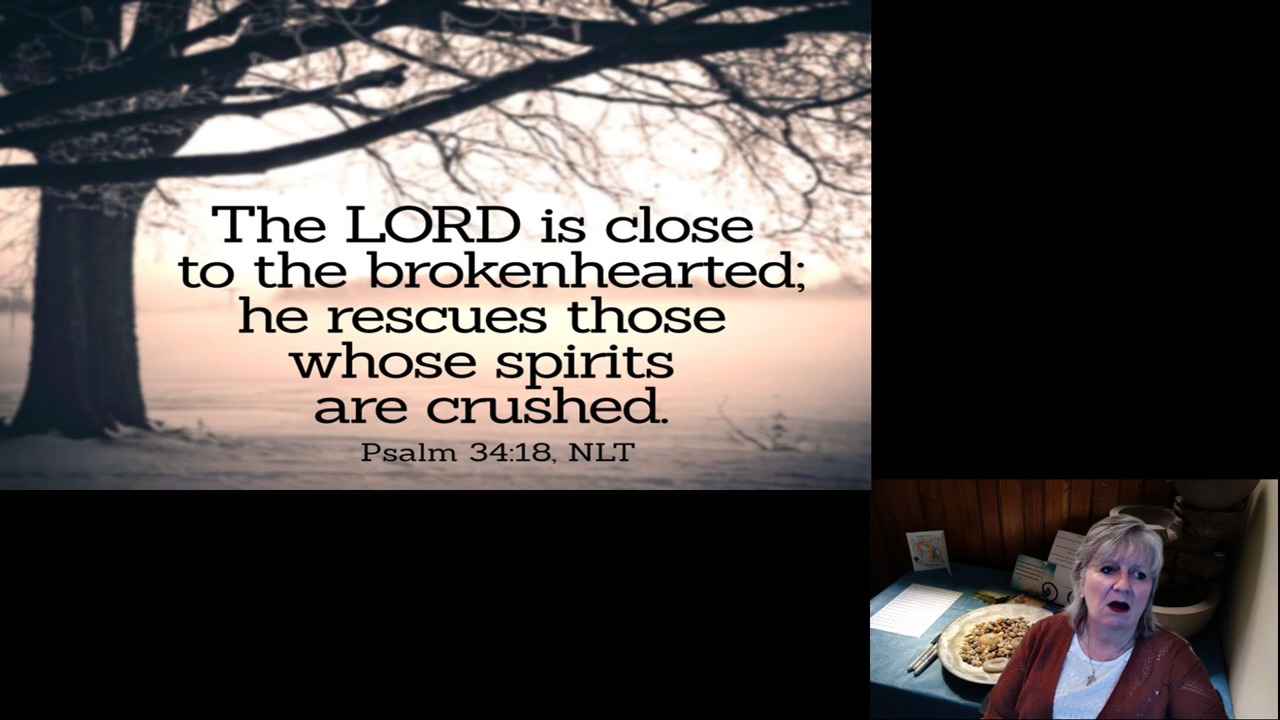 The LORD is close
to the brokenhearted;
he rescues those
whose spirits
are crushed.
Psalm 34:18, NLT